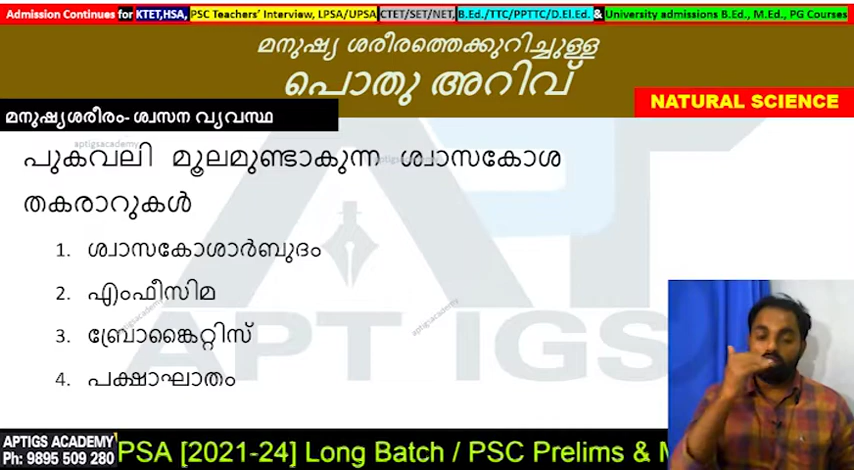 Admission Continues for KTET,HSA, PSC Teachers' Interview, LPSA/UPSA CTET/SET/NET, B.Ed./TTC/PPTTC/D.El.Ed. & University admissions B.Ed., M.Ed., PG Courses
മനുഷ്യ ശരീരത്തെക്കുറിച്ചുള്ള
പൊതു അറിവ്
NATURAL SCIENCE
മനുഷ്യശരീരം- ശ്വസന വ്യവസ്ഥ
aptigsacademy
പുകവലി മൂലമുണ്ടാകുന്ന ശ്വാസകോശ
തകരാറുകൾ
1. ശ്വാസകോശാർബുദം
2. എംഫീസിമ
3. ബ്രോങ്കൈറ്റിസ്
4. പക്ഷാഘാതം
aptigsacademy
aptigsacademy
APT IGS
APTIGS ACADEMY
Ph: 9895 509 280
PSA [2021-24] Long Batch / PSC Prelims & M